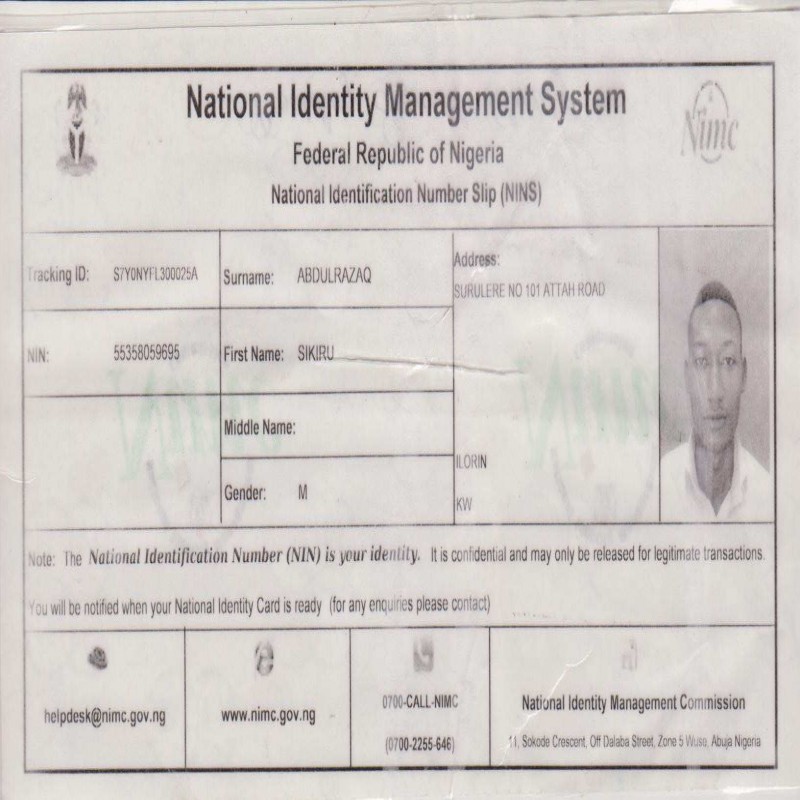 National Identity Management System
Federal Republic of Nigeria
National Identification Number Slip (NINS)
Nimc
Tracking ID: S7Y0NYFL300025A
Surname: ABDULRAZAQ
Address:
SURULERE NO 101 ATTAH ROAD
NIN: 55358059695
First Name: SIKIRU
Middle Name:
ILORIN
Gender: M
KW
Note: The National Identification Number (NIN) is your identity. It is confidential and may only be released for legitimate transactions.
You will be notified when your National Identity Card is ready (for any enquiries please contact)
helpdesk@nimc.gov.ng
www.nimc.gov.ng
0700-CALL-NIMC
(0700-2255-646)
National Identity Management Commission
11, Sokode Crescent, Off Dalaba Street, Zone 5 Wuse, Abuja Nigeria